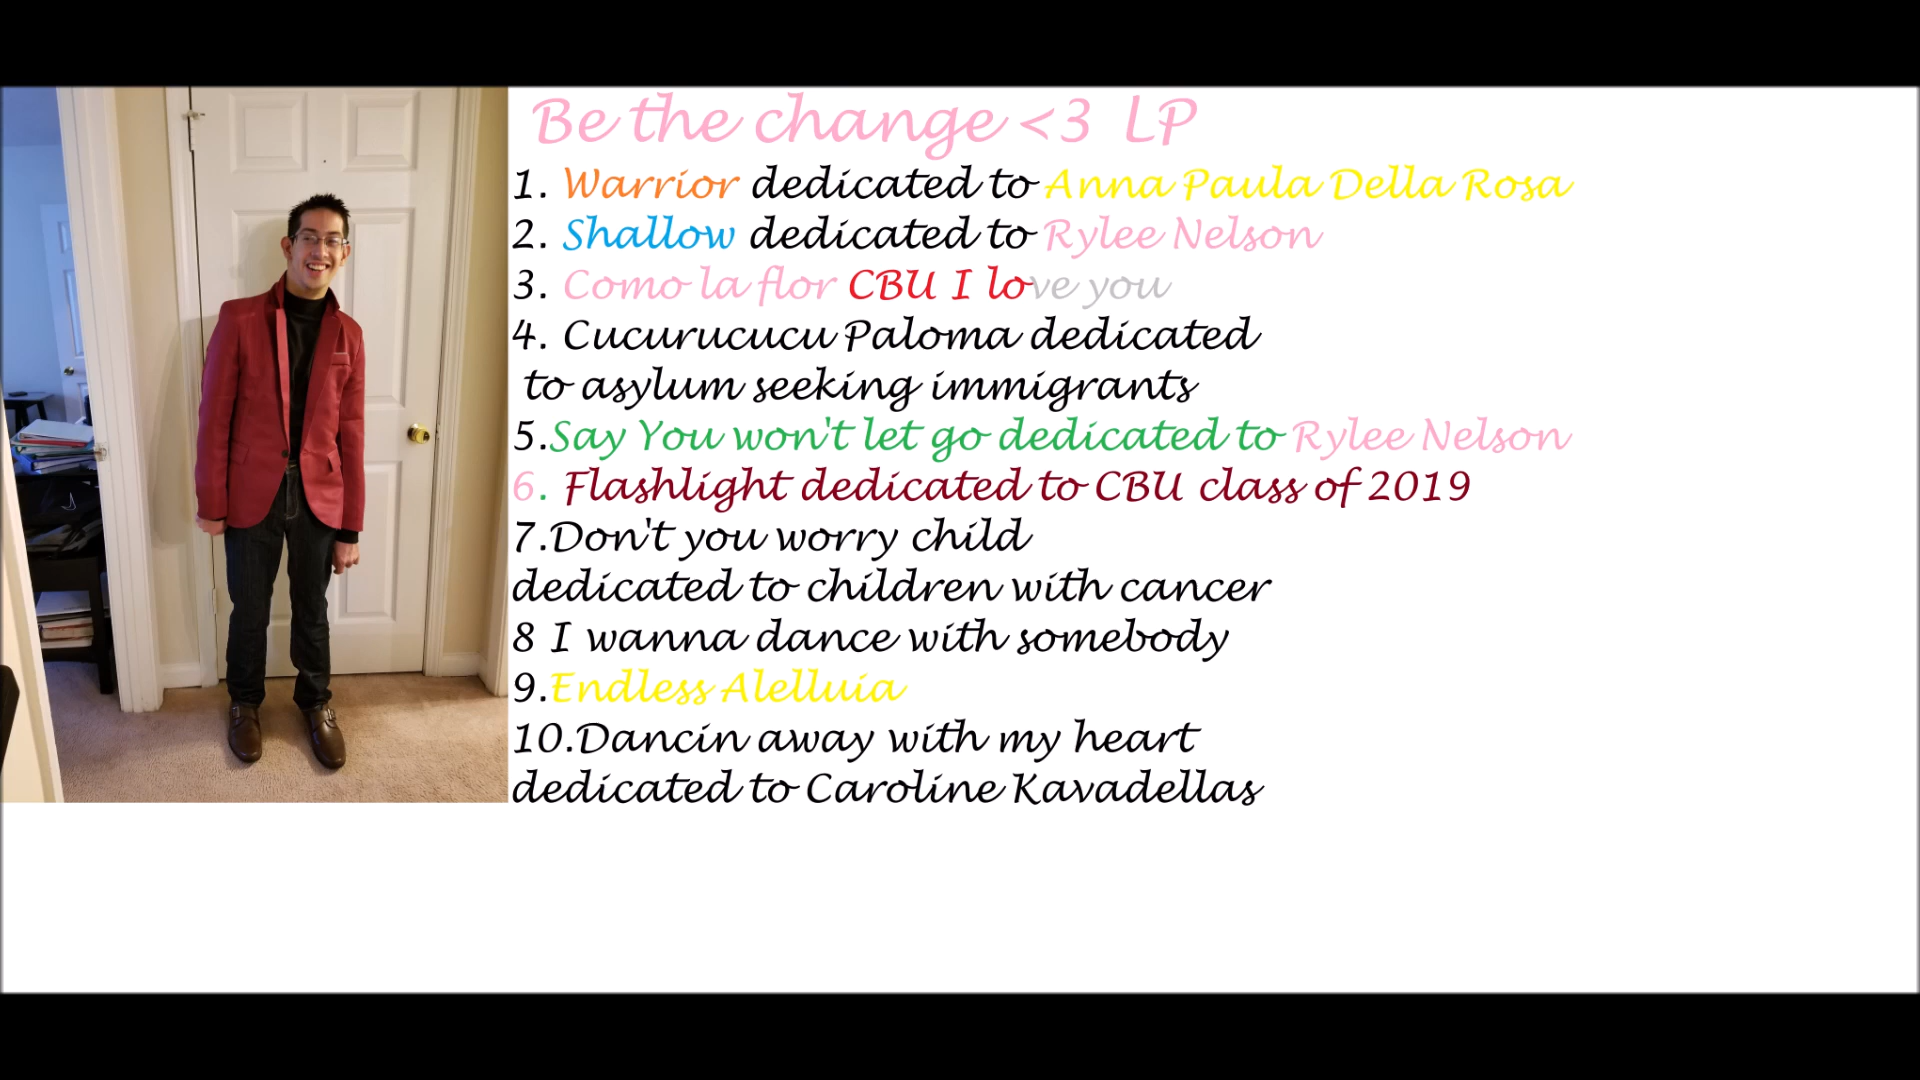 Be the change <3 LP
1. Warrior dedicated to Anna Paula Della Rosa
2. Shallow dedicated to Rylee Nelson
3. Como la flor CBU I love you
4. Cucurucucu Paloma dedicated
to asylum seeking immigrants
5.Say You won't let go dedicated to Rylee Nelson
6. Flashlight dedicated to CBU class of 2019
7.Don't you worry child
dedicated to children with cancer
8 I wanna dance with somebody
9.Endless Alelluia
10.Dancin away with my heart
dedicated to Caroline Kavadellas